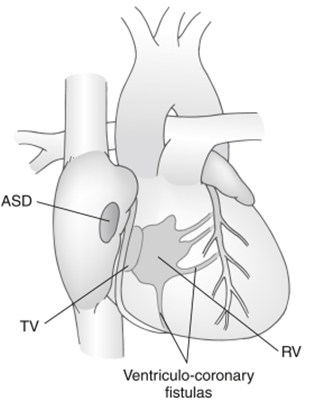 ASD
TV
RV
Ventriculo-coronary
fistulas